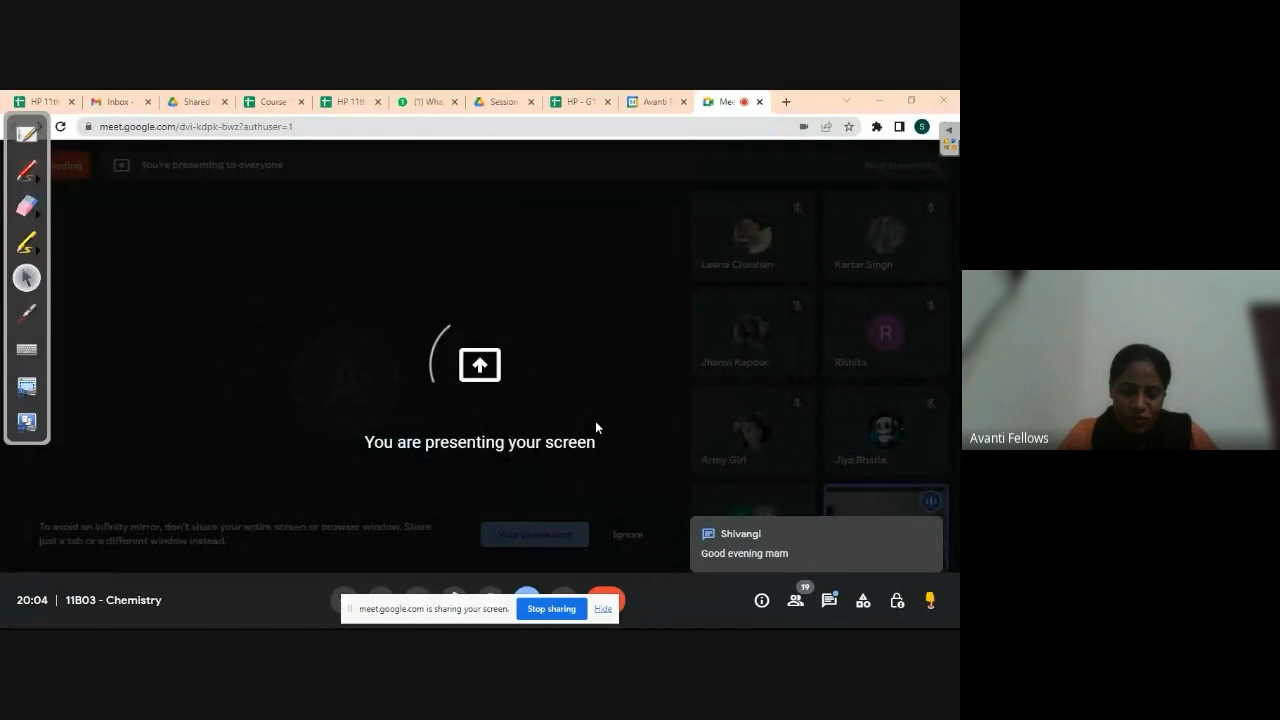 HP 11th
Inbox -
Shared
Course
HP 11th
(1) Wha
Session
HP - GT
Avanti F
Mee
meet.google.com/dvi-kdpk-bwz?authuser=1
You're presenting to everyone
Leena Chauhan
Kartar Singh
Jhanvi Kapoor
R
Rishita
Army Girl
Jiya Bhatia
You are presenting your screen
Avanti Fellows
To avoid an infinity mirror, don't share your entire screen or browser window. Share
just a tab or a different window instead.
Stop presenting
Ignore
Shivangi
Good evening mam
20:04 | 11B03 - Chemistry
meet.google.com is sharing your screen.
Stop sharing
Hide
19
S